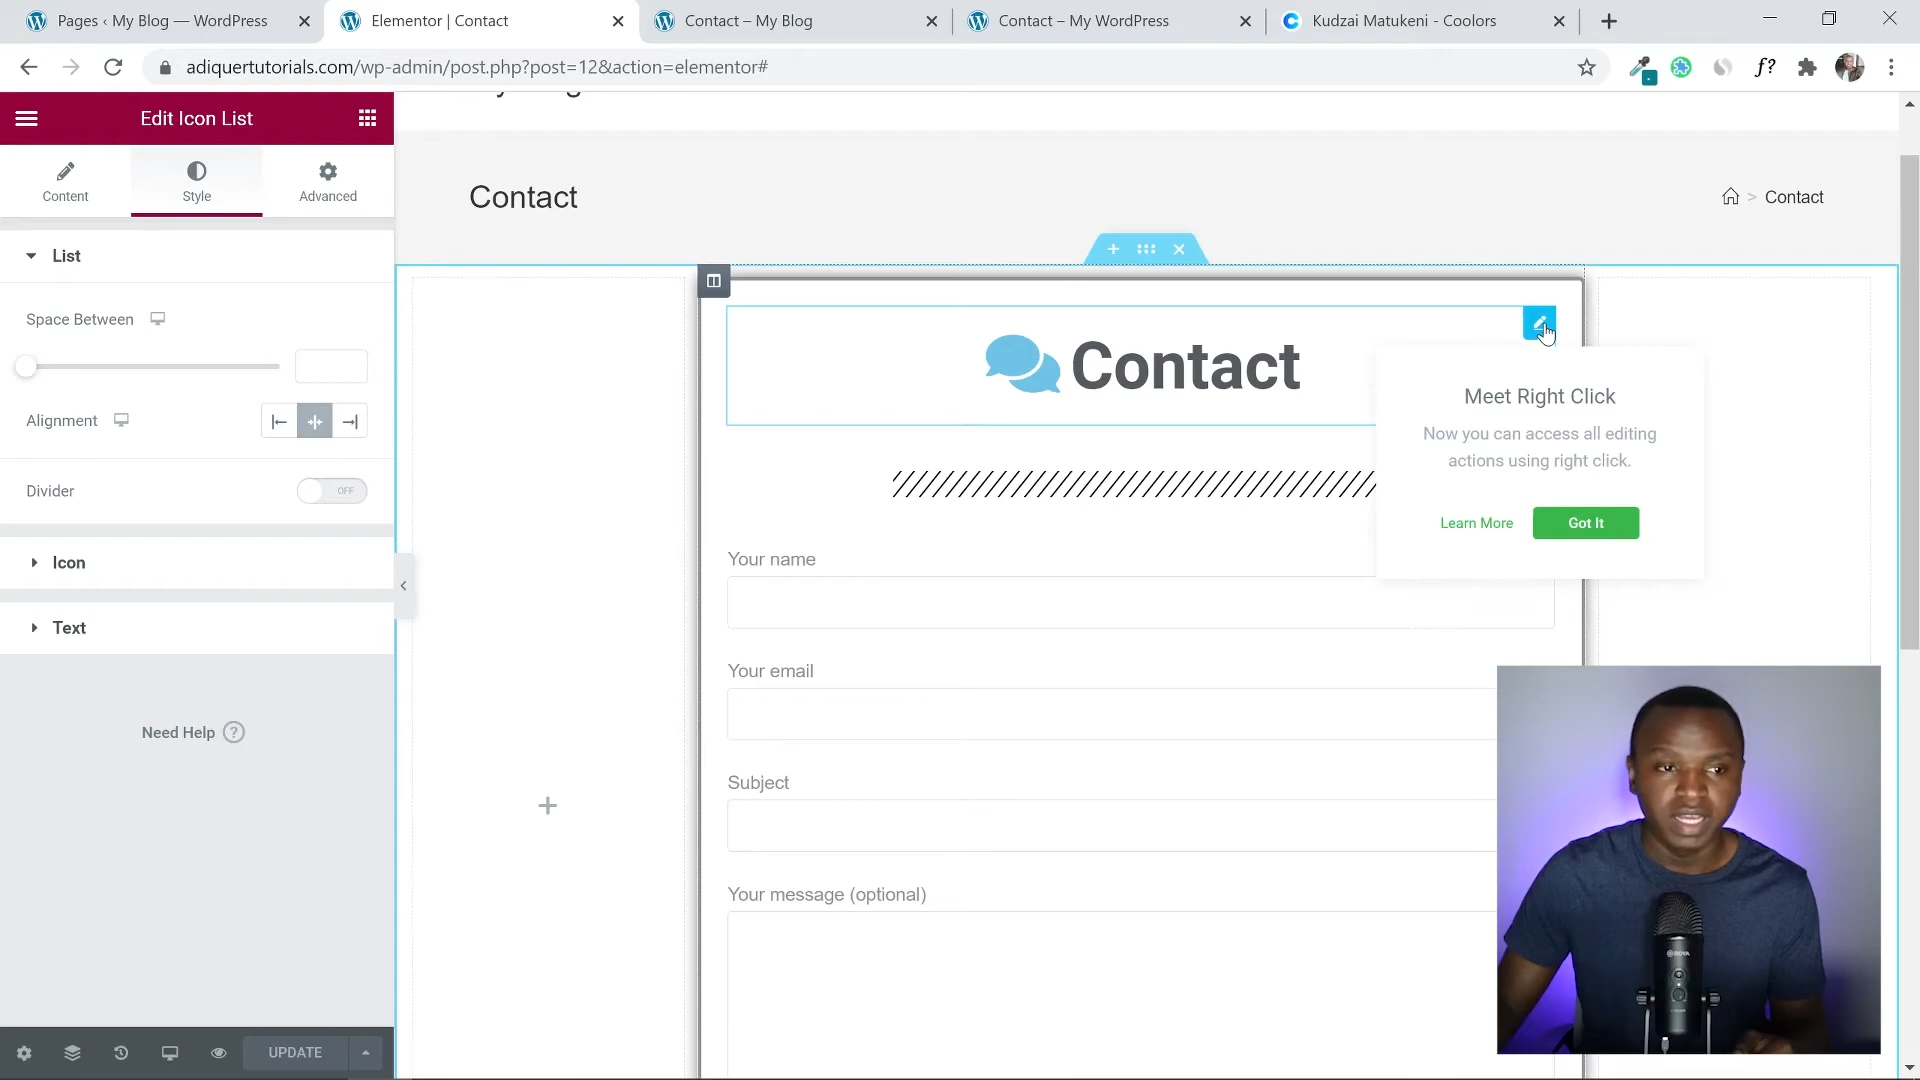 Pages ‹ My Blog — WordPress
Elementor | Contact
Contact – My Blog
Contact – My WordPress
Kudzai Matukeni - Coolors
adiquertutorials.com/wp-admin/post.php?post=12&action=elementor#
f?
Edit Icon List
Content
Style
Advanced
List
Space Between
Alignment
Divider
OFF
Icon
Text
Need Help ?
UPDATE
Contact
> Contact
Contact
Meet Right Click
Now you can access all editing
actions using right click.
Learn More
Got It
Your name
Your email
Subject
Your message (optional)
BOYA